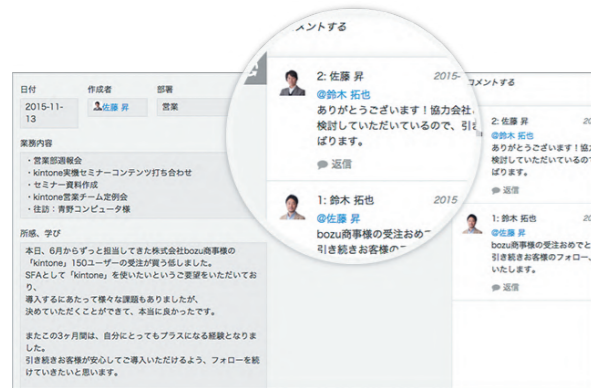 日付
作成者
部署
2015-11-
13
佐藤 昇
営業
業務内容
・営業部週報会
・kintone実機セミナーコンテンツ打ち合わせ
・セミナー資料作成
・kintone営業チーム定例会
・往訪：青野コンピュータ様
所感、学び
本日、6月からずっと担当してきた株式会社bozu商事様の
「kintone」150ユーザーの受注が買う低しました。
SFAとして「kintone」を使いたいというご要望をいただいてお
り、
導入するにあたって様々な課題もありましたが、
決めていただくことができて、本当に良かったです。
またこの3ヶ月間は、自分にとってもプラスになる経験となりま
した。
引き続きお客様が安心してご導入いただけるよう、フォローを続
けていきたいと思います。
メントする
2: 佐藤 昇
2015-
@鈴木 拓也
ありがとうございます！協力会社
検討していただいているので、引き
ばります。
返信
1: 鈴木 拓也
2015
@佐藤 昇
bozu商事様の受注おめで
引き続きお客様の
コメントする
2: 佐藤 昇
20
@鈴木 拓也
ありがとうございます！協
検討していただいているので
ばります。
返信
1: 鈴木 拓也
20
@佐藤 昇
bozu商事様の受注おめでと
引き続きお客様のフォロー、
いたします。
返信